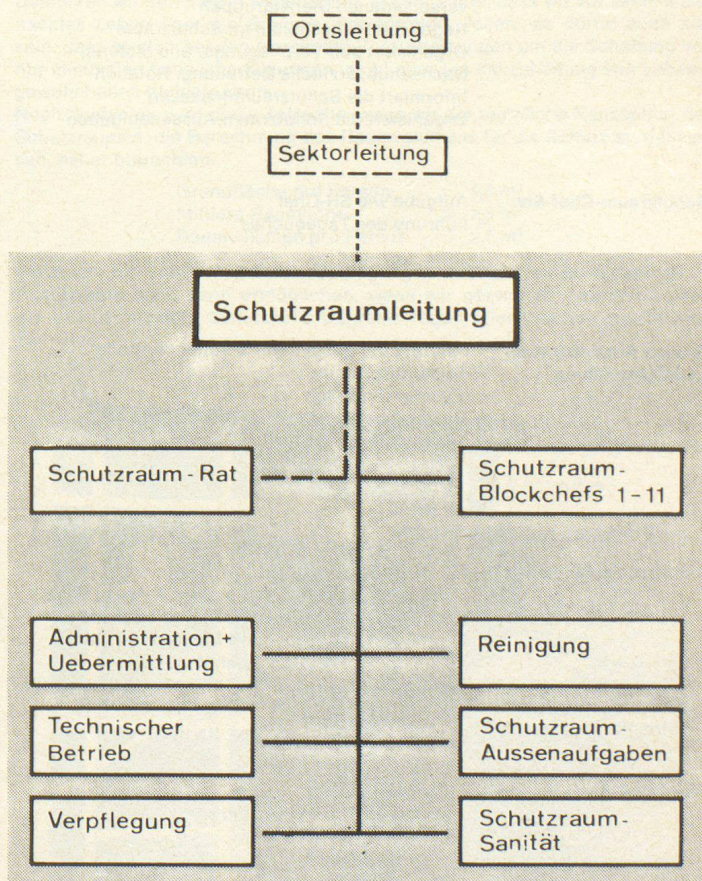 Ortsleitung
Sektorleitung
Schutzraumleitung
Schutzraum - Rat
Schutzraum -
Blockchefs 1 - 11
Administration +
Uebermittlung
Reinigung
Technischer
Betrieb
Schutzraum -
Aussenaufgaben
Verpflegung
Schutzraum -
Sanität